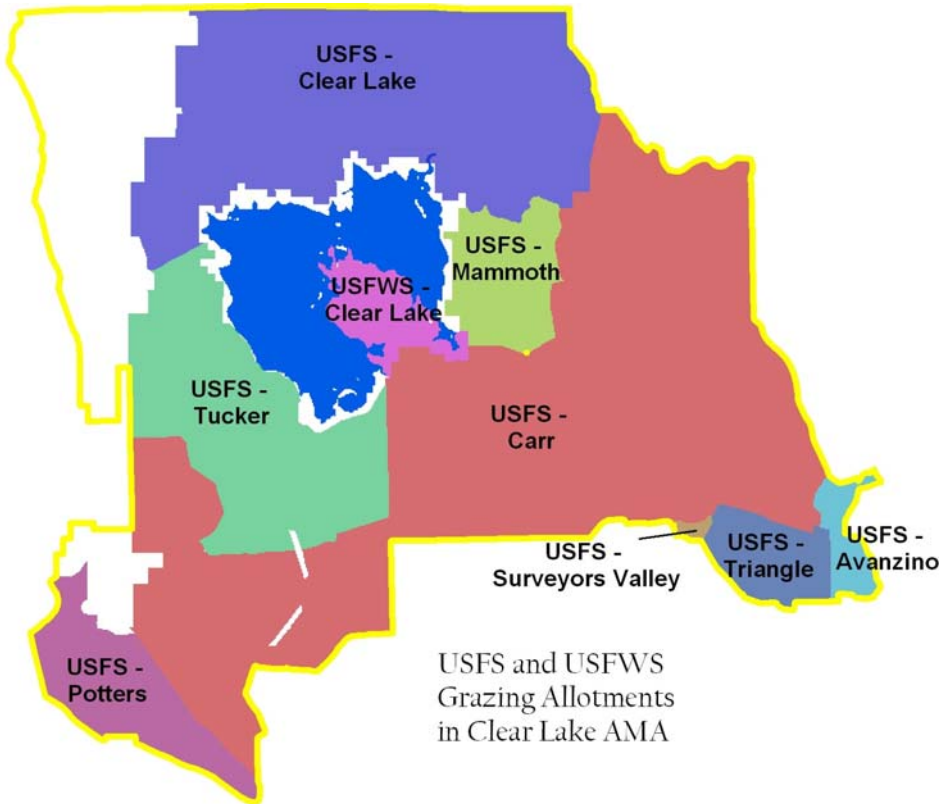 USFS -
Clear Lake
USFS -
Mammoth
USFWS -
Clear Lake
USFS -
Tucker
USFS -
Carr
USFS -
Surveyors Valley
USFS -
Triangle
USFS -
Avanzino
USFS -
Potters
USFS and USFWS
Grazing Allotments
in Clear Lake AMA